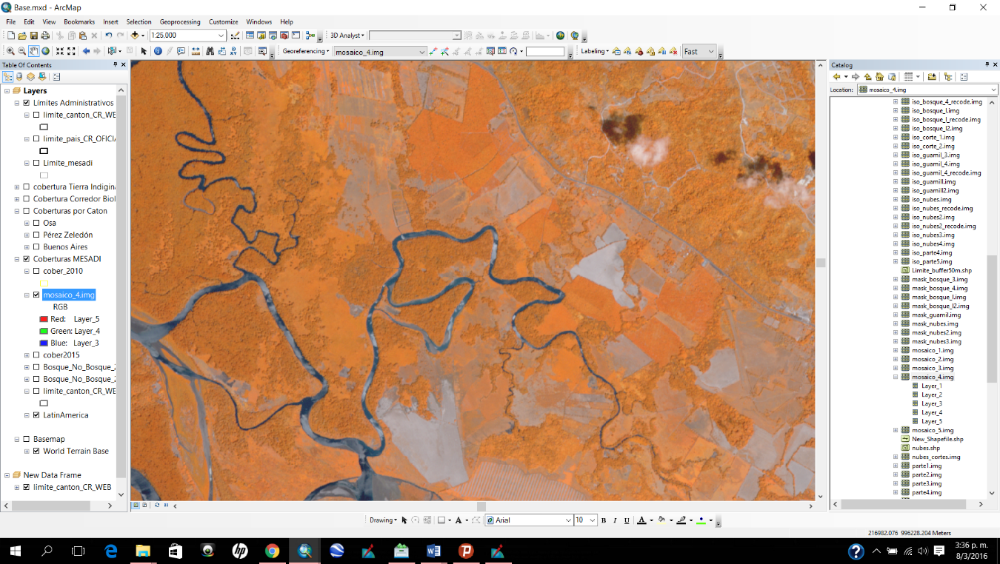 Base.mxd - ArcMap
File Edit View Bookmarks Insert Selection Geoprocessing Customize Windows Help
1:25,000 3D Analyst
Georeferencing mosaico_4.img Labeling Fast
Table Of Contents
Layers
Límites Administrativos
limite_canton_CR_WE
limite_pais_CR_OFICI
Limite_mesadi
cobertura Tierra Indigin
Cobertura Corredor Biol
Coberturas por Caton
Osa
Pérez Zeledón
Buenos Aires
Coberturas MESADI
cober_2010
mosaico_4.img
RGB
Red: Layer_5
Green: Layer_4
Blue: Layer_3
cober2015
Bosque_No_Bosque_
Bosque_No_Bosque_
limite_canton_CR_WE
LatinAmerica
Basemap
World Terrain Base
New Data Frame
limite_canton_CR_WEB
Catalog
Location: mosaico_4.img
iso_bosque_4_recode.img
iso_bosque_l.img
iso_bosque_l_recode.img
iso_bosque_l2.img
iso_corte_1.img
iso_corte_2.img
iso_guamil_3.img
iso_guamil_4.img
iso_guamil_4_recode.img
iso_guamill.img
iso_guamill2.img
iso_nubes.img
iso_nubes_recode.img
iso_nubes2.img
iso_nubes2_recode.img
iso_nubes3.img
iso_nubes4.img
iso_parte4.img
iso_parte5.img
Limite_buffer50m.shp
mask_bosque_3.img
mask_bosque_4.img
mask_bosque_l.img
mask_bosque_l2.img
mask_guamil.img
mask_nubes.img
mask_nubes2.img
mask_nubes3.img
mosaico_1.img
mosaico_2.img
mosaico_3.img
mosaico_4.img
Layer_1
Layer_2
Layer_3
Layer_4
Layer_5
mosaico_5.img
New_Shapefile.shp
nubes.shp
nubes_cortes.img
parte1.img
parte2.img
parte3.img
parte4.img
Drawing A Arial 10 B I U A
216982.076 996228.204 Meters
3:36 p. m.
8/3/2016